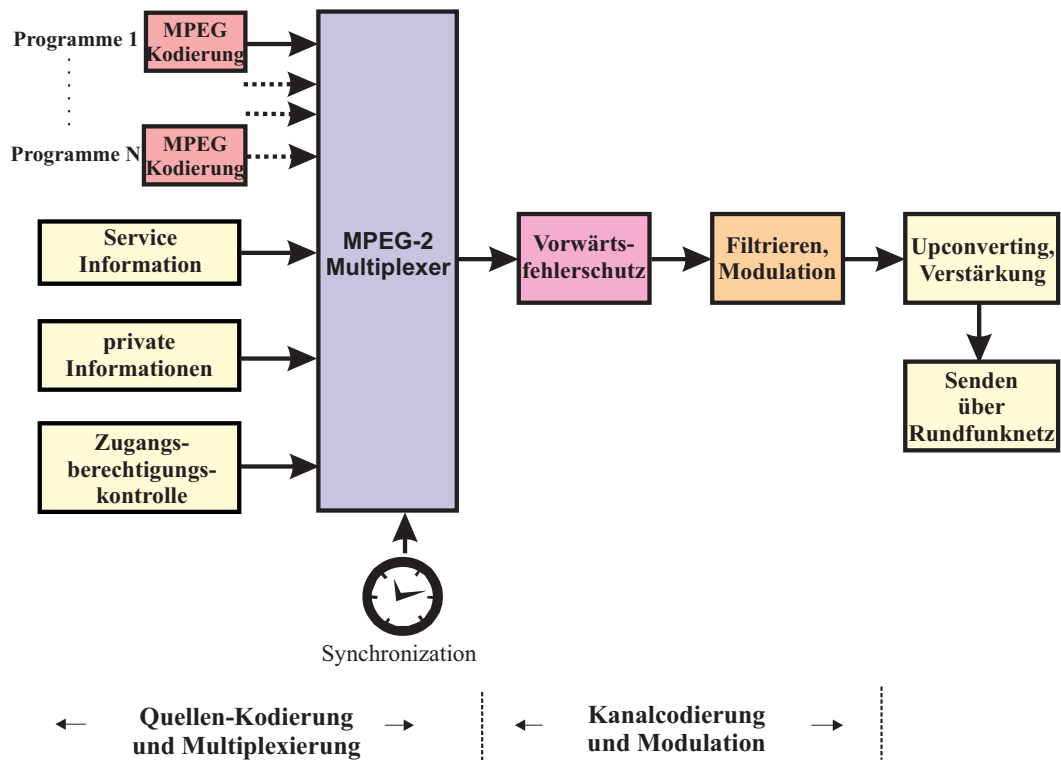 Programme 1
MPEG
Kodierung
Programme N
MPEG
Kodierung
Service
Information
private
Informationen
Zugangs-
berechtigungs-
kontrolle
MPEG-2
Multiplexer
Synchronization
Vorwärts-
fehlerschutz
Filtrieren,
Modulation
Upconverting,
Verstärkung
Senden
über
Rundfunknetz
Quellen-Kodierung
und Multiplexierung
Kanalcodierung
und Modulation